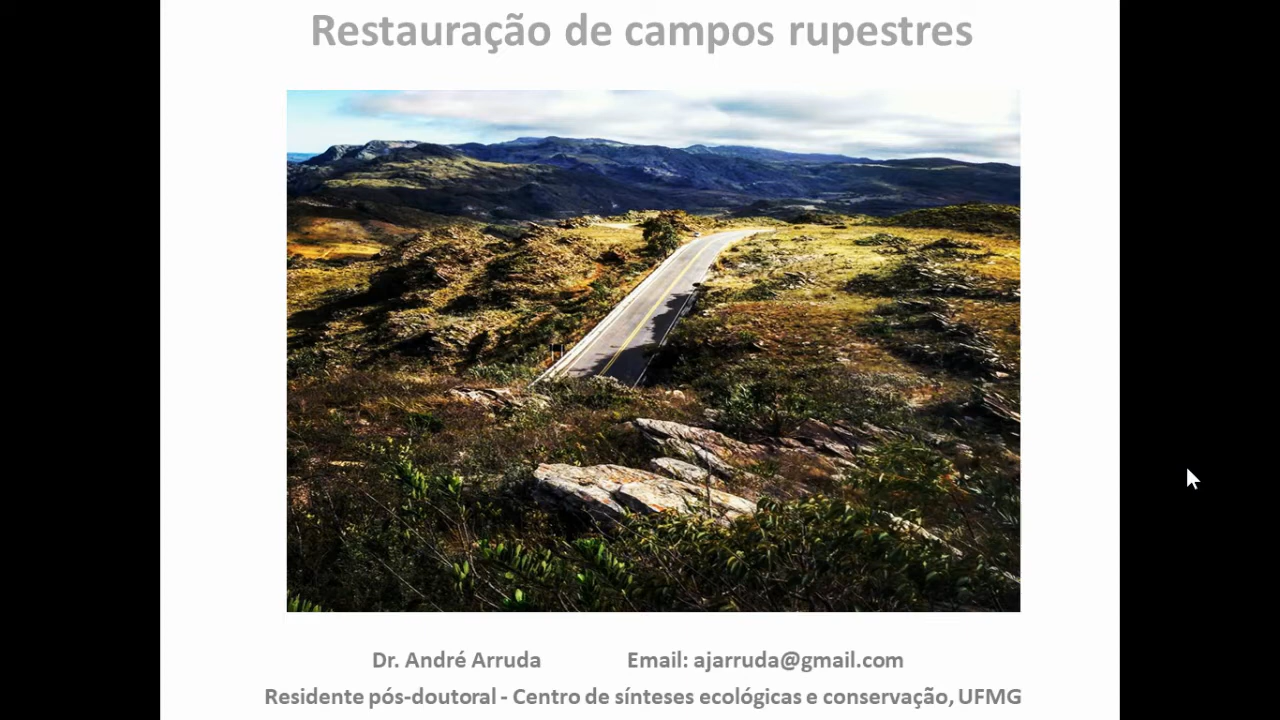 Restauração de campos rupestres
Dr. André Arruda Email: ajarruda@gmail.com
Residente pós-doutoral - Centro de sínteses ecológicas e conservação, UFMG